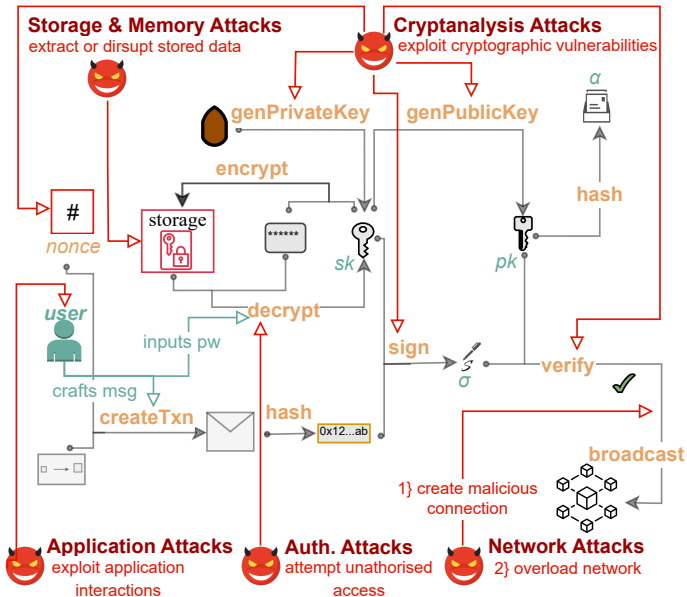 Storage & Memory Attacks
extract or dirsupt stored data
Cryptanalysis Attacks
exploit cryptographic vulnerabilities
α
genPrivateKey
genPublicKey
encrypt
hash
#
nonce
storage
******
sk
pk
user
decrypt
inputs pw
sign
verify
σ
crafts msg
createTxn
hash
0x12...ab
broadcast
1} create malicious
connection
Application Attacks
exploit application
interactions
Auth. Attacks
attempt unathorised
access
Network Attacks
2} overload network